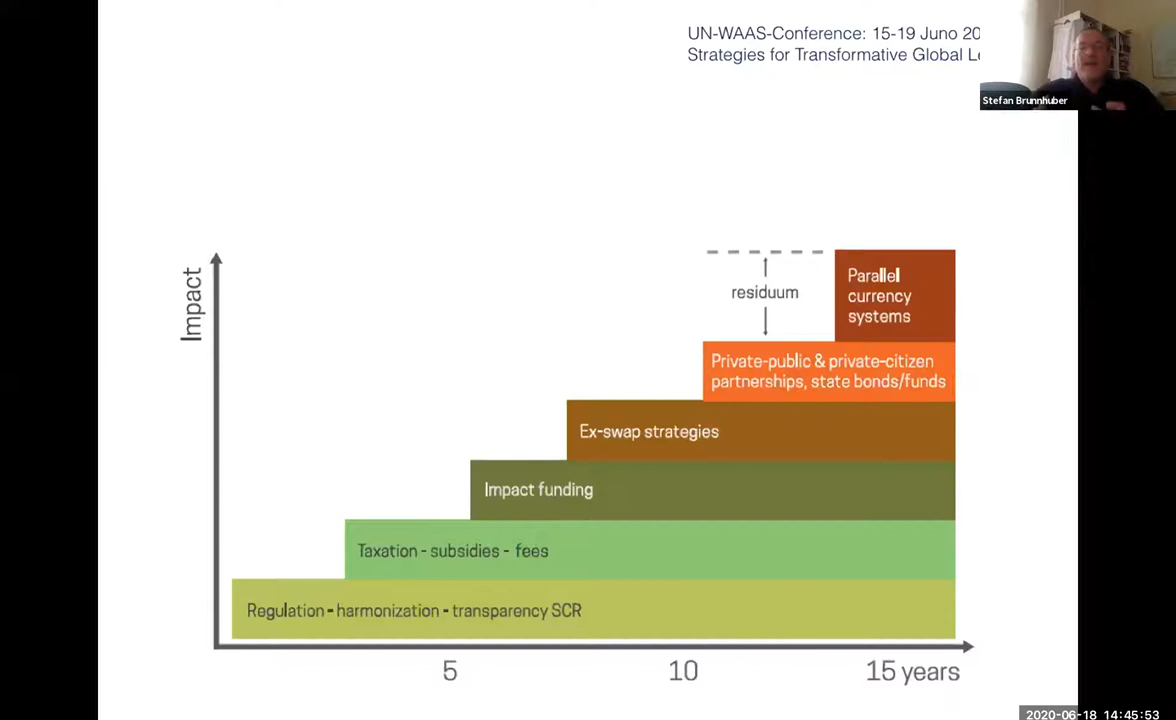 UN-WAAS-Conference: 15-19 Juno 20
Strategies for Transformative Global
Stefan Brunnhuber
Impact
residuum
Parallel
currency
systems
Private-public & private-citizen
partnerships, state bonds/funds
Ex-swap strategies
Impact funding
Taxation - subsidies - fees
Regulation - harmonization - transparency SCR
5
10
15 years
2020-06-18 14:45:53